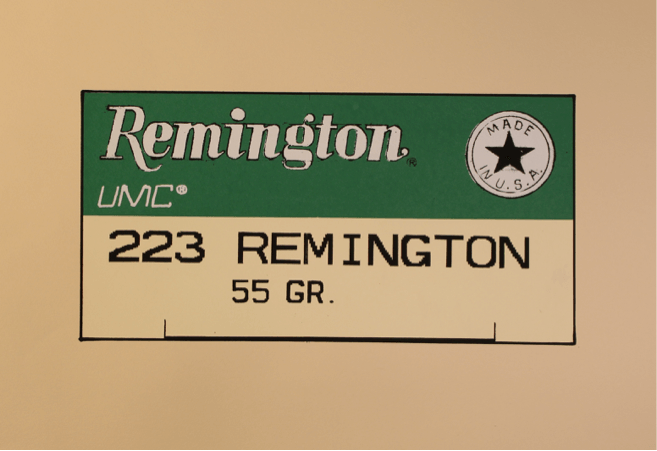 Remington®
UMC®
MADE
IN U.S.A.
223 REMINGTON
55 GR.